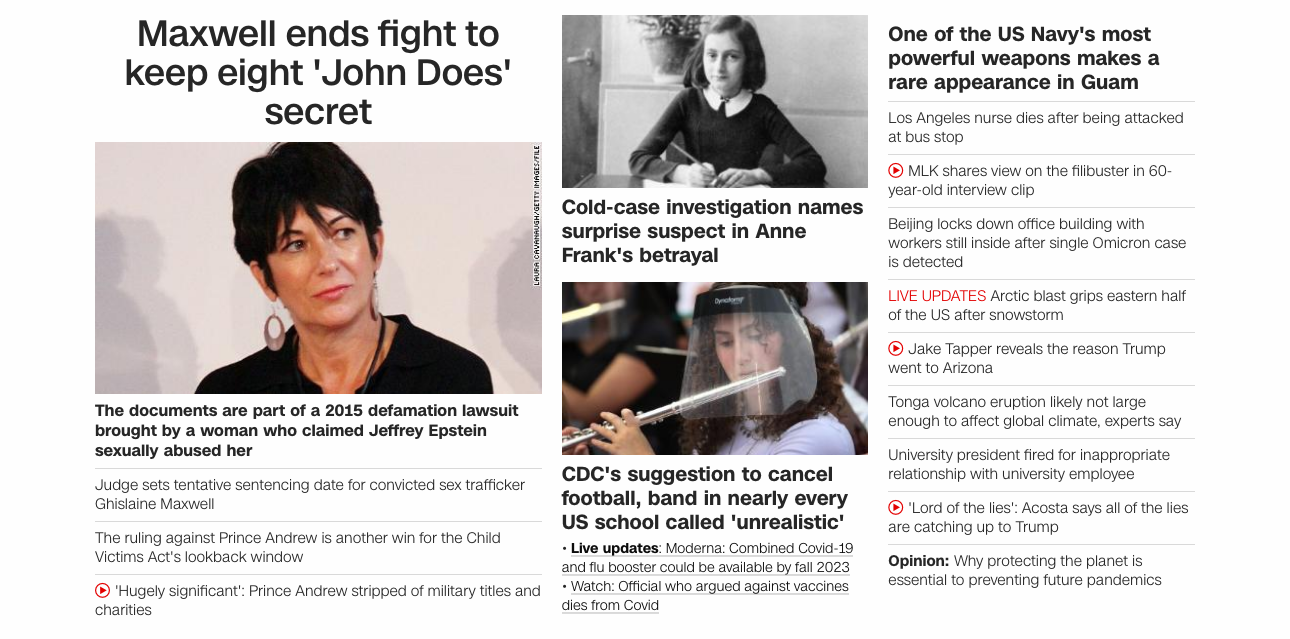 Maxwell ends fight to
keep eight 'John Does'
secret
LAURA CAVANAUGH/GETTY IMAGES/FILE
The documents are part of a 2015 defamation lawsuit
brought by a woman who claimed Jeffrey Epstein
sexually abused her
Judge sets tentative sentencing date for convicted sex trafficker
Ghislaine Maxwell
The ruling against Prince Andrew is another win for the Child
Victims Act's lookback window
'Hugely significant': Prince Andrew stripped of military titles and
charities
Cold-case investigation names
surprise suspect in Anne
Frank's betrayal
CDC's suggestion to cancel
football, band in nearly every
US school called 'unrealistic'
• Live updates: Moderna: Combined Covid-19
and flu booster could be available by fall 2023
• Watch: Official who argued against vaccines
dies from Covid
One of the US Navy's most
powerful weapons makes a
rare appearance in Guam
Los Angeles nurse dies after being attacked
at bus stop
MLK shares view on the filibuster in 60-
year-old interview clip
Beijing locks down office building with
workers still inside after single Omicron case
is detected
LIVE UPDATES Arctic blast grips eastern half
of the US after snowstorm
Jake Tapper reveals the reason Trump
went to Arizona
Tonga volcano eruption likely not large
enough to affect global climate, experts say
University president fired for inappropriate
relationship with university employee
'Lord of the lies': Acosta says all of the lies
are catching up to Trump
Opinion: Why protecting the planet is
essential to preventing future pandemics